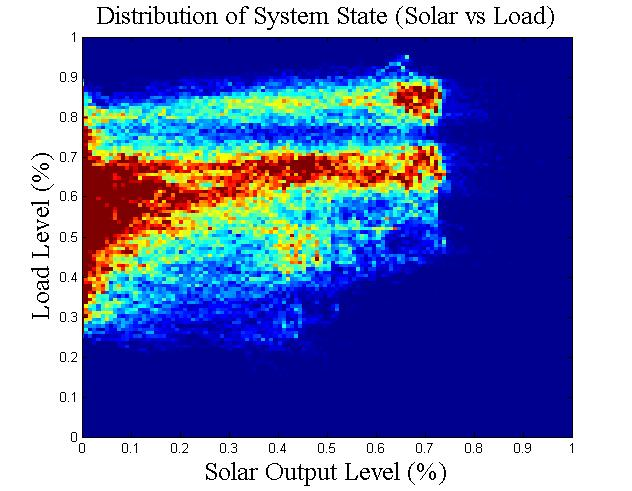 Distribution of System State (Solar vs Load)
Load Level (%)
1
0.9
0.8
0.7
0.6
0.5
0.4
0.3
0.2
0.1
0
0 0.1 0.2 0.3 0.4 0.5 0.6 0.7 0.8 0.9 1
Solar Output Level (%)